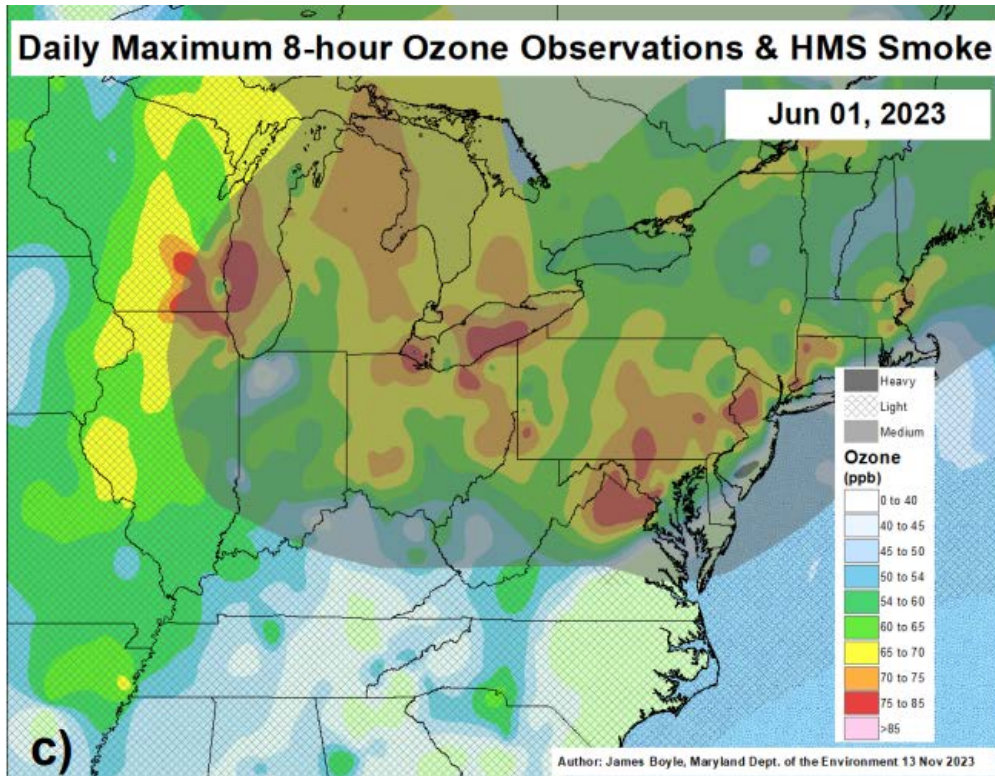 Daily Maximum 8-hour Ozone Observations & HMS Smoke
Jun 01, 2023
Heavy
Light
Medium
Ozone
(ppb)
0 to 40
40 to 45
45 to 50
50 to 54
54 to 60
60 to 65
65 to 70
70 to 75
75 to 85
>85
c)
Author: James Boyle, Maryland Dept. of the Environment 13 Nov 2023